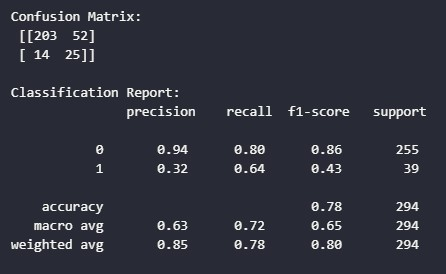 Confusion Matrix:
[[203 52]
[ 14 25]]
Classification Report:
precision recall f1-score support
0 0.94 0.80 0.86 255
1 0.32 0.64 0.43 39
accuracy 0.78 294
macro avg 0.63 0.72 0.65 294
weighted avg 0.85 0.78 0.80 294